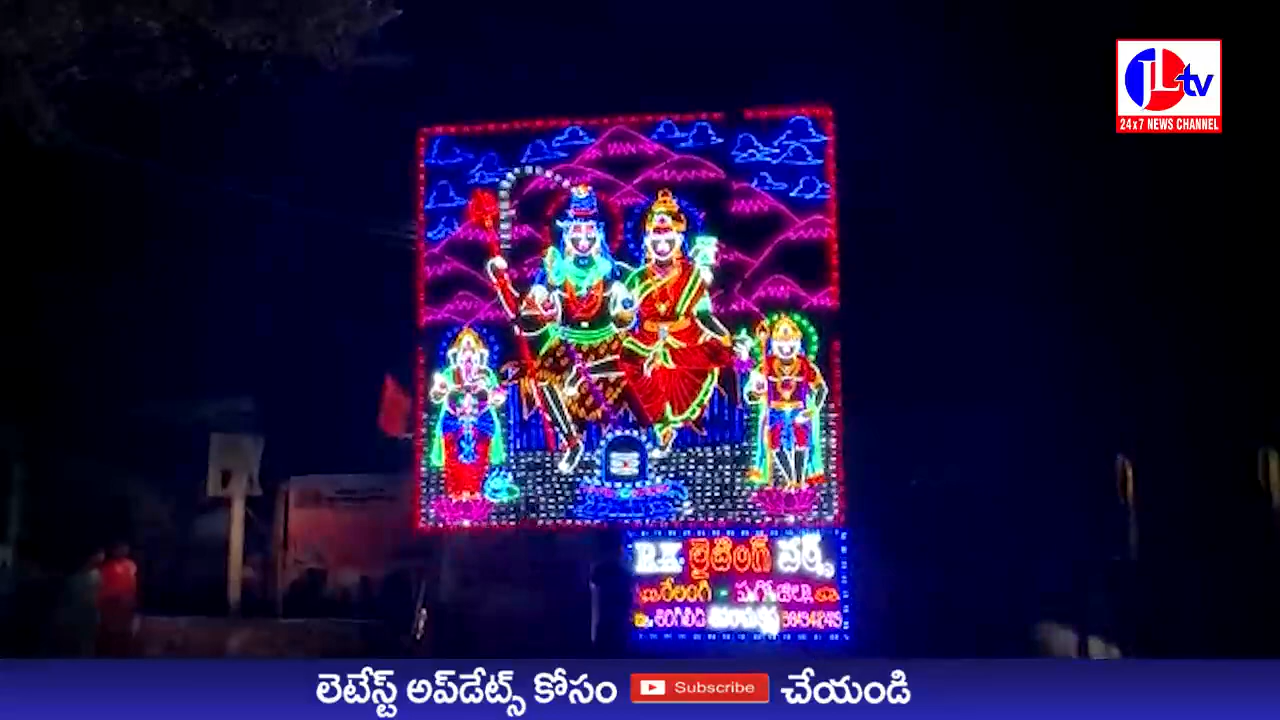 JL tv
24x7 NEWS CHANNEL
R.K లైటింగ్ వర్క్స్
రేలంగి - ప.గో.జిల్లా
లెటేస్ట్ అప్‌డేట్స్ కోసం Subscribe చేయండి